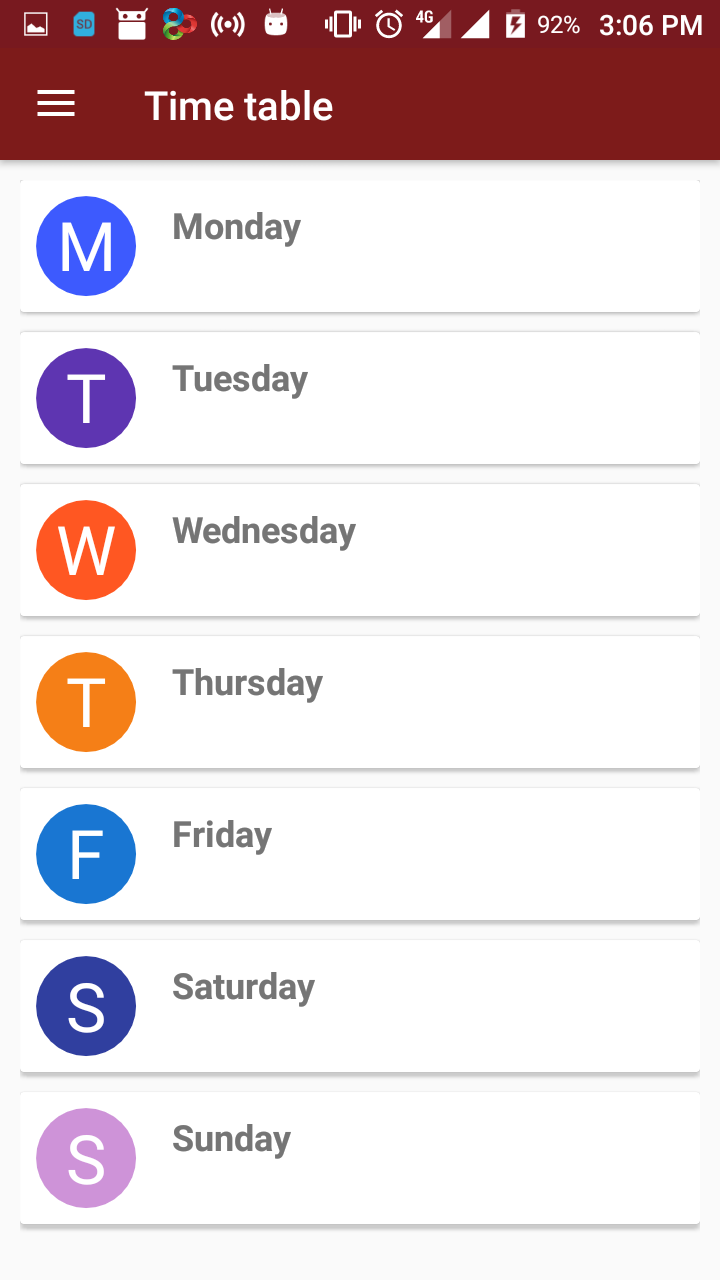 SD 4G 92% 3:06 PM
Time table
M Monday
T Tuesday
W Wednesday
T Thursday
F Friday
S Saturday
S Sunday